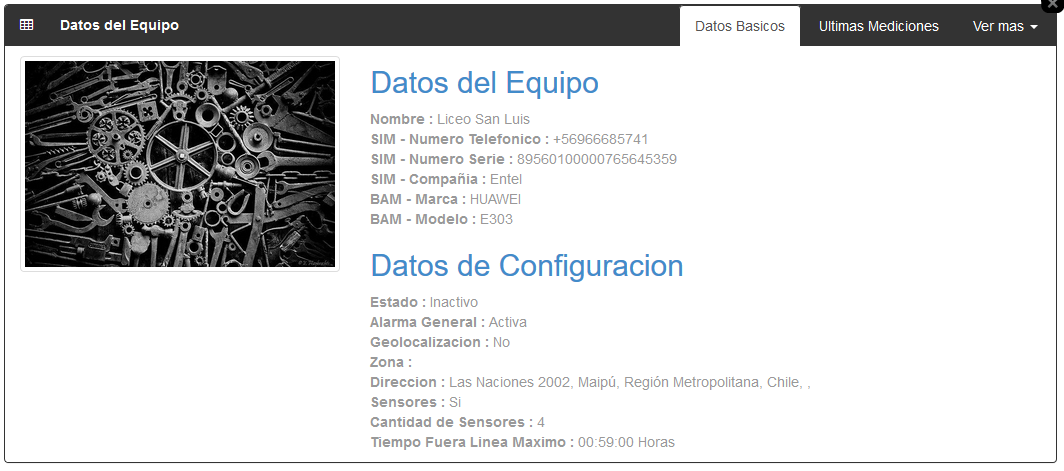 Datos del Equipo
Datos Basicos
Ultimas Mediciones
Ver mas
Datos del Equipo
Nombre : Liceo San Luis
SIM - Numero Telefonico : +56966685741
SIM - Numero Serie : 89560100000765645359
SIM - Compañia : Entel
BAM - Marca : HUAWEI
BAM - Modelo : E303
Datos de Configuracion
Estado : Inactivo
Alarma General : Activa
Geolocalizacion : No
Zona :
Direccion : Las Naciones 2002, Maipú, Región Metropolitana, Chile, ,
Sensores : Si
Cantidad de Sensores : 4
Tiempo Fuera Linea Maximo : 00:59:00 Horas